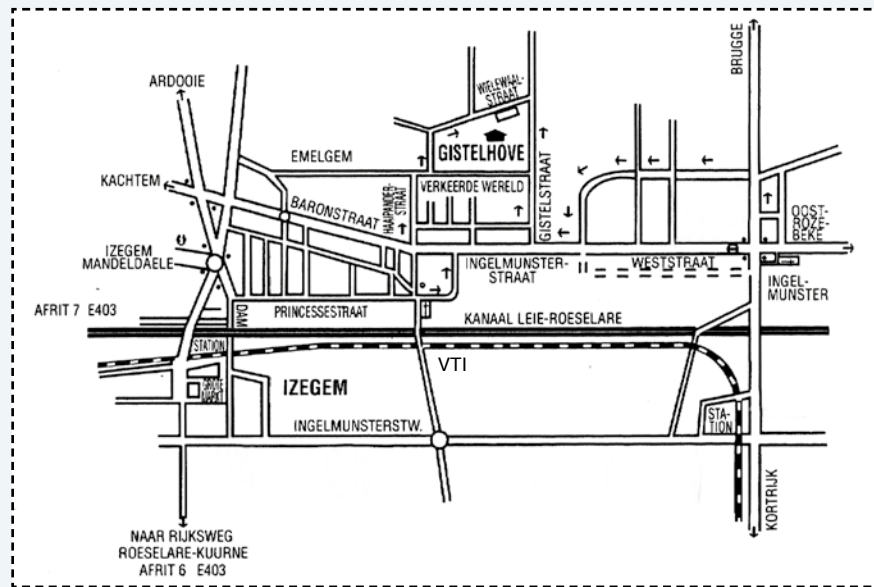 BRUGGE
ARDOOIE
WIELEWAAL-
STRAAT
EMELGEM
GISTELHOVE
KACHTEM
VERKEERDE WERELD
HAAIPANDER-
STRAAT
GISTELSTRAAT
BARONSTRAAT
OOST-
ROZE-
BEKE
IZEGEM
MANDELDAELE
INGELMUNSTER-
STRAAT
WESTSTRAAT
INGEL-
MUNSTER
AFRIT 7 E403
DAM
PRINCESSESTRAAT
KANAAL LEIE-ROESELARE
STATION
VTI
GROTE
MARKT
IZEGEM
INGELMUNSTERSTW.
STA-
TION
KORTRIJK
NAAR RIJKSWEG
ROESELARE-KUURNE
AFRIT 6 E403